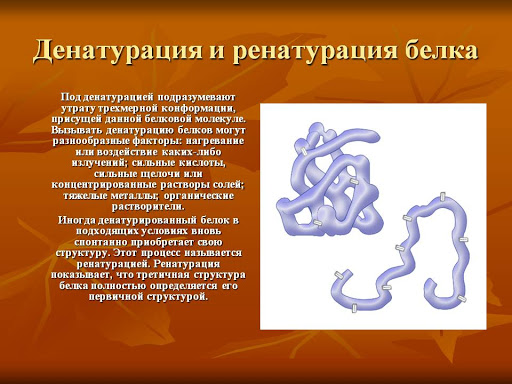 Денатурация и ренатурация белка
Под денатурацией подразумевают
утрату трехмерной конформации,
присущей данной белковой молекуле.
Вызывать денатурацию белков могут
разнообразные факторы: нагревание
или воздействие каких-либо
излучений; сильные кислоты,
сильные щелочи или
концентрированные растворы солей;
тяжелые металлы; органические
растворители.
Иногда денатурированный белок в
подходящих условиях вновь
спонтанно приобретает свою
структуру. Этот процесс называется
ренатурацией. Ренатурация
показывает, что третичная структура
белка полностью определяется его
первичной структурой.